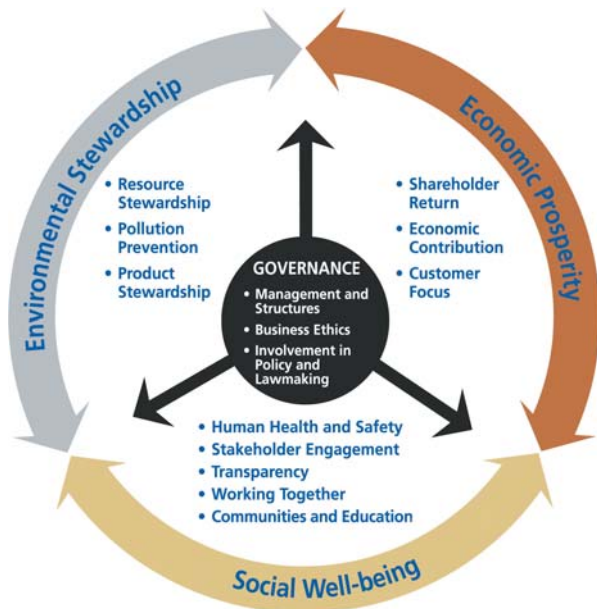 Environmental Stewardship
Economic Prosperity
• Resource
Stewardship
• Pollution
Prevention
• Product
Stewardship
• Shareholder
Return
• Economic
Contribution
• Customer
Focus
GOVERNANCE
• Management and
Structures
• Business Ethics
• Involvement in
Policy and
Lawmaking
• Human Health and Safety
• Stakeholder Engagement
• Transparency
• Working Together
• Communities and Education
Social Well-being